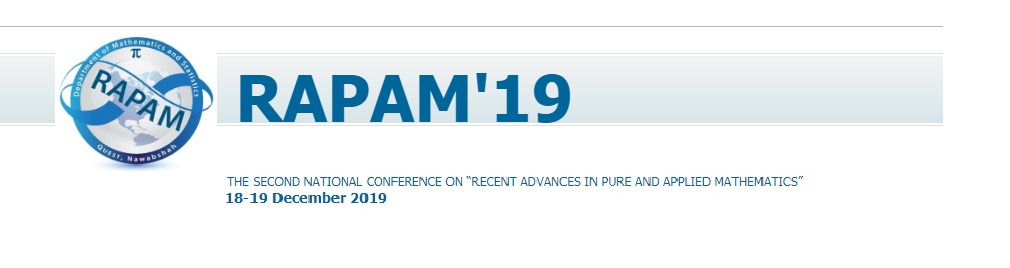 Department of Mathematics and Statistics
π
RAPAM
QUEST, Nawabshah
RAPAM'19
THE SECOND NATIONAL CONFERENCE ON “RECENT ADVANCES IN PURE AND APPLIED MATHEMATICS”
18-19 December 2019